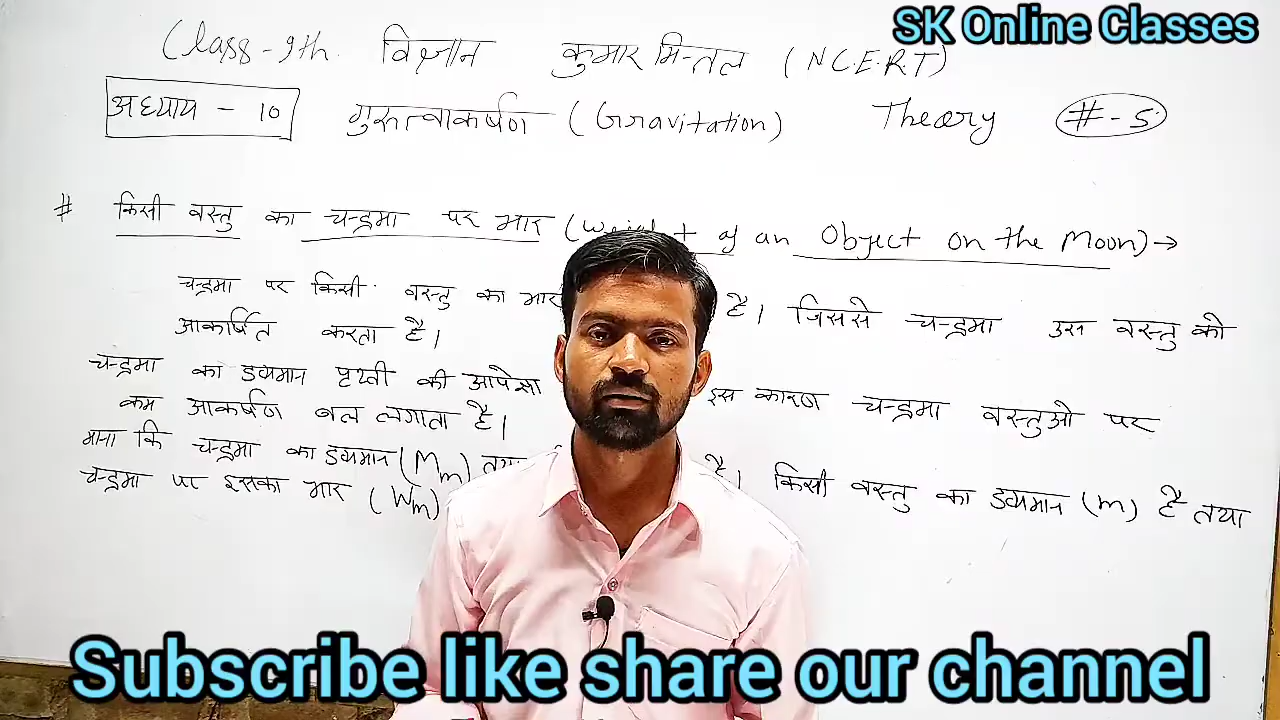 SK Online Classes
Class - 9th. विज्ञान कुमार मित्तल (N.C.E.R.T)
अध्याय - 10 गुरुत्वाकर्षण (Gravitation) Theory #-5
# किसी वस्तु का चन्द्रमा पर भार (Weight of an Object on the Moon) →
चन्द्रमा पर किसी वस्तु का भार है। जिससे चन्द्रमा उस वस्तु को
आकर्षित करता है।
चन्द्रमा का द्रव्यमान पृथ्वी की अपेक्षा इस कारण चन्द्रमा वस्तुओ पर
कम आकर्षण बल लगाता है।
माना कि चन्द्रमा का द्रव्यमान (Mm) तथा है, किसी वस्तु का द्रव्यमान (m) है तथा
चन्द्रमा पर इसका भार (Wm)
Subscribe like share our channel